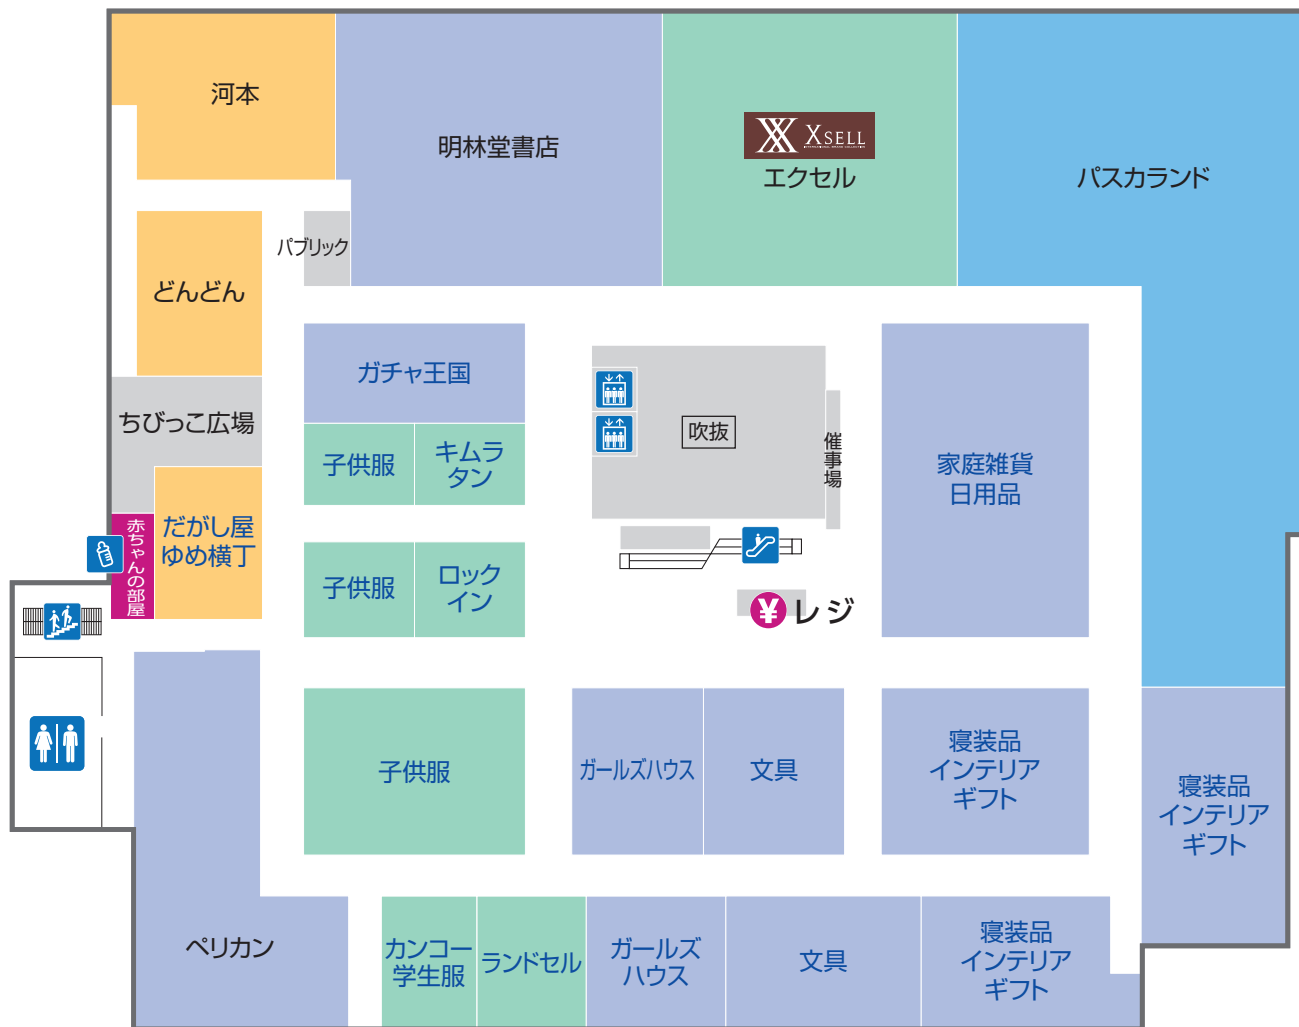 河本
明林堂書店
XSELL
エクセル
パスカランド
パブリック
どんどん
ガチャ王国
ちびっこ広場
吹抜
催事場
子供服
キムラ
タン
家庭雑貨
日用品
だがし屋
ゆめ横丁
赤ちゃんの部屋
子供服
ロック
イン
¥
レジ
子供服
ガールズハウス
文具
寝装品
インテリア
ギフト
寝装品
インテリア
ギフト
ペリカン
カンコー
学生服
ランドセル
ガールズ
ハウス
文具
寝装品
インテリア
ギフト